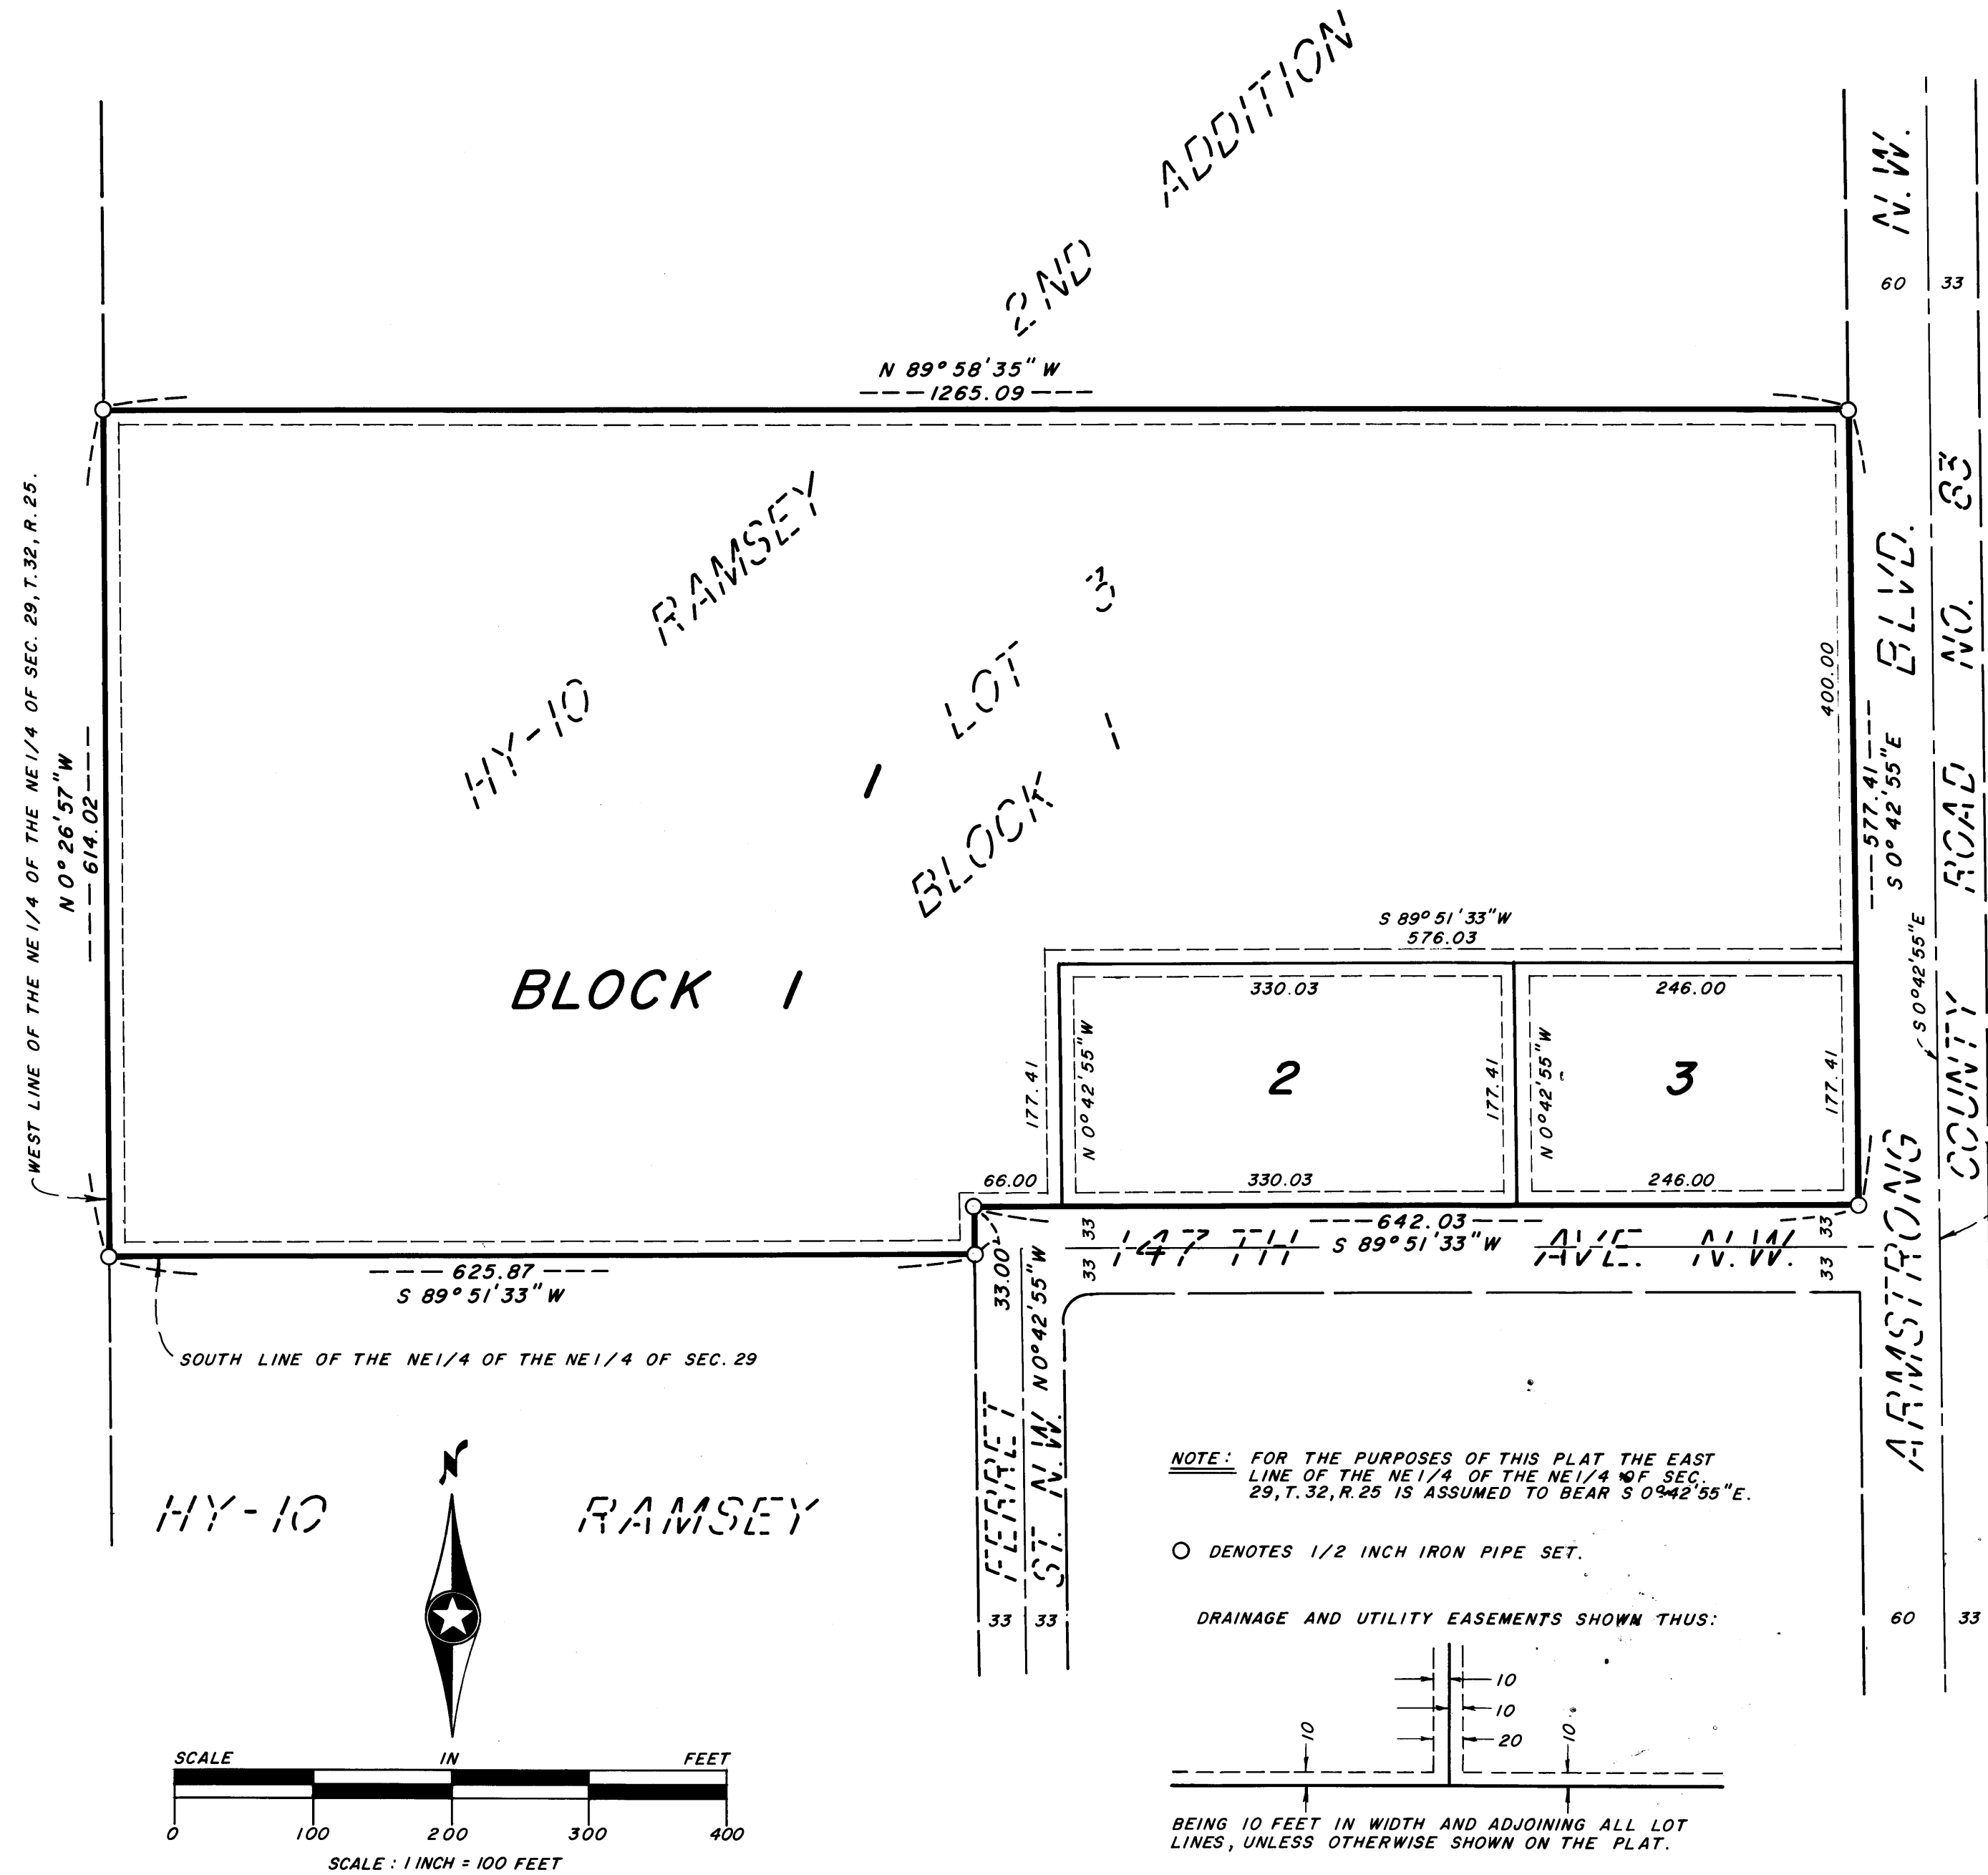 2ND ADDITION
N.W.
60 33
N 89° 58' 35" W
1265.09
WEST LINE OF THE NE 1/4 OF THE NE 1/4 OF SEC. 29, T. 32, R. 25.
N 0° 26' 57" W
614.02
HY-10 RAMSEY
LOT 3
BLOCK 1
1
BLOCK 1
400.00
577.41
S 0° 42' 55" E
BLVD.
ARMSTRONG
COUNTY ROAD NO. 83
S 0° 42' 55" E
S 89° 51' 33" W
576.03
330.03
246.00
177.41
N 0° 42' 55" W
2
177.41
N 0° 42' 55" W
3
177.41
66.00
330.03
246.00
642.03
33 33
147 TH S 89° 51' 33" W AVE. N.W.
33 33
625.87
S 89° 51' 33" W
33.00
N 0° 42' 55" W
SOUTH LINE OF THE NE 1/4 OF THE NE 1/4 OF SEC. 29
FERRET
ST. N.W.
33 33
HY-10 RAMSEY
N
NOTE: FOR THE PURPOSES OF THIS PLAT THE EAST
LINE OF THE NE 1/4 OF THE NE 1/4 OF SEC.
29, T. 32, R. 25 IS ASSUMED TO BEAR S 0° 42' 55" E.
DENOTES 1/2 INCH IRON PIPE SET.
60 33
DRAINAGE AND UTILITY EASEMENTS SHOWN THUS:
10
10
20
10 10
BEING 10 FEET IN WIDTH AND ADJOINING ALL LOT
LINES, UNLESS OTHERWISE SHOWN ON THE PLAT.
SCALE IN FEET
0 100 200 300 400
SCALE : 1 INCH = 100 FEET